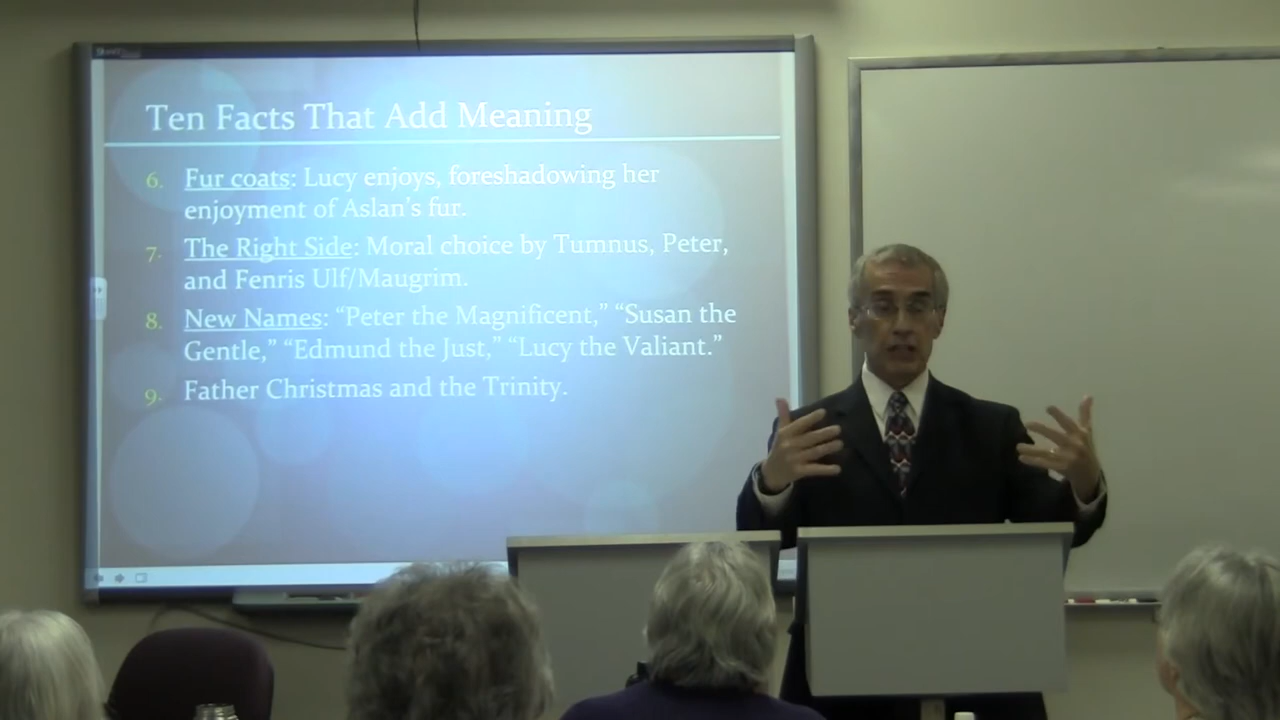 Ten Facts That Add Meaning
6. Fur coats: Lucy enjoys, foreshadowing her
enjoyment of Aslan's fur.
7. The Right Side: Moral choice by Tumnus, Peter,
and Fenris Ulf/Maugrim.
8. New Names: “Peter the Magnificent,” “Susan the
Gentle,” “Edmund the Just,” “Lucy the Valiant.”
9. Father Christmas and the Trinity.